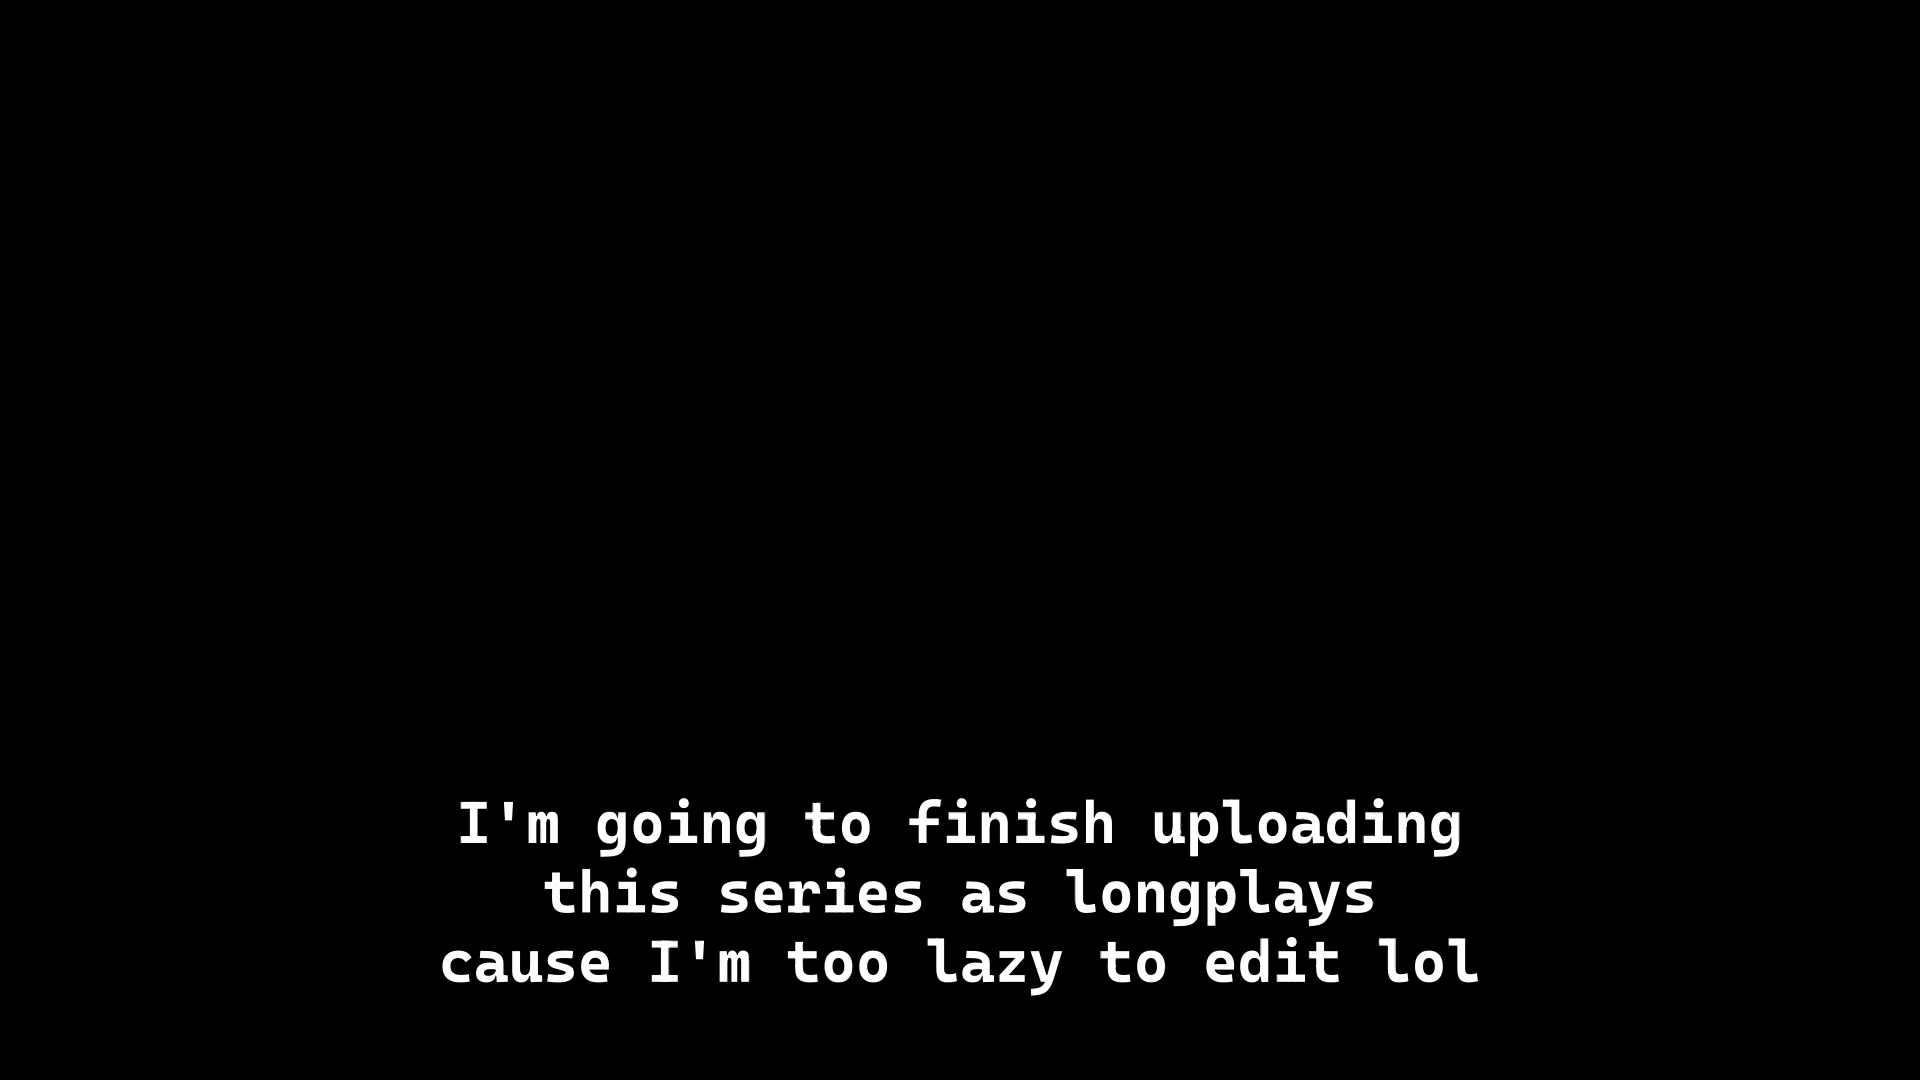 I'm going to finish uploading
this series as longplays
cause I'm too lazy to edit lol